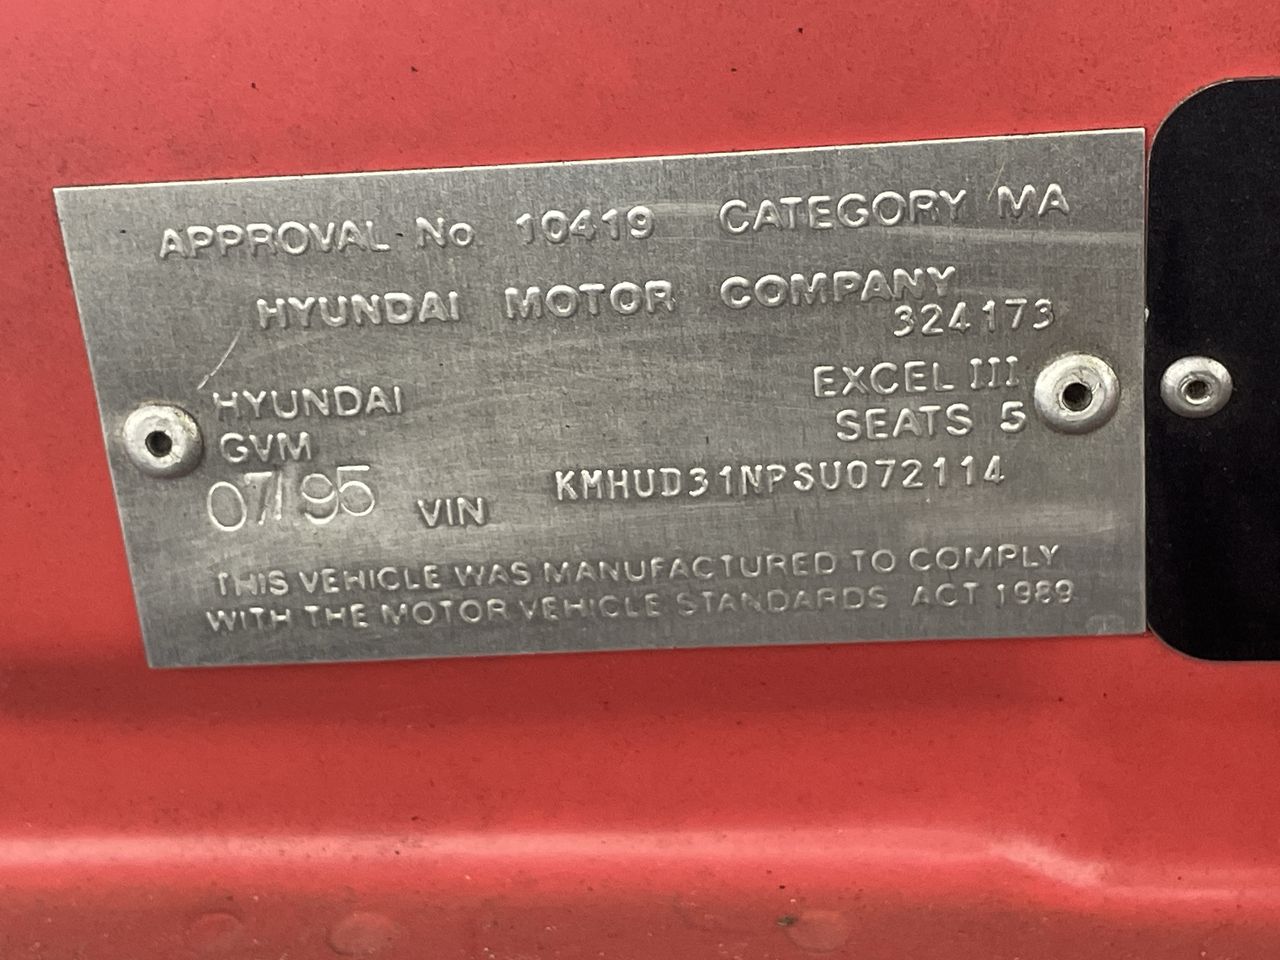 APPROVAL No 10419 CATEGORY MA
HYUNDAI MOTOR COMPANY
324173
HYUNDAI EXCEL III
GVM SEATS 5
07/95 VIN KMHUD31NPSU072114
THIS VEHICLE WAS MANUFACTURED TO COMPLY
WITH THE MOTOR VEHICLE STANDARDS ACT 1989